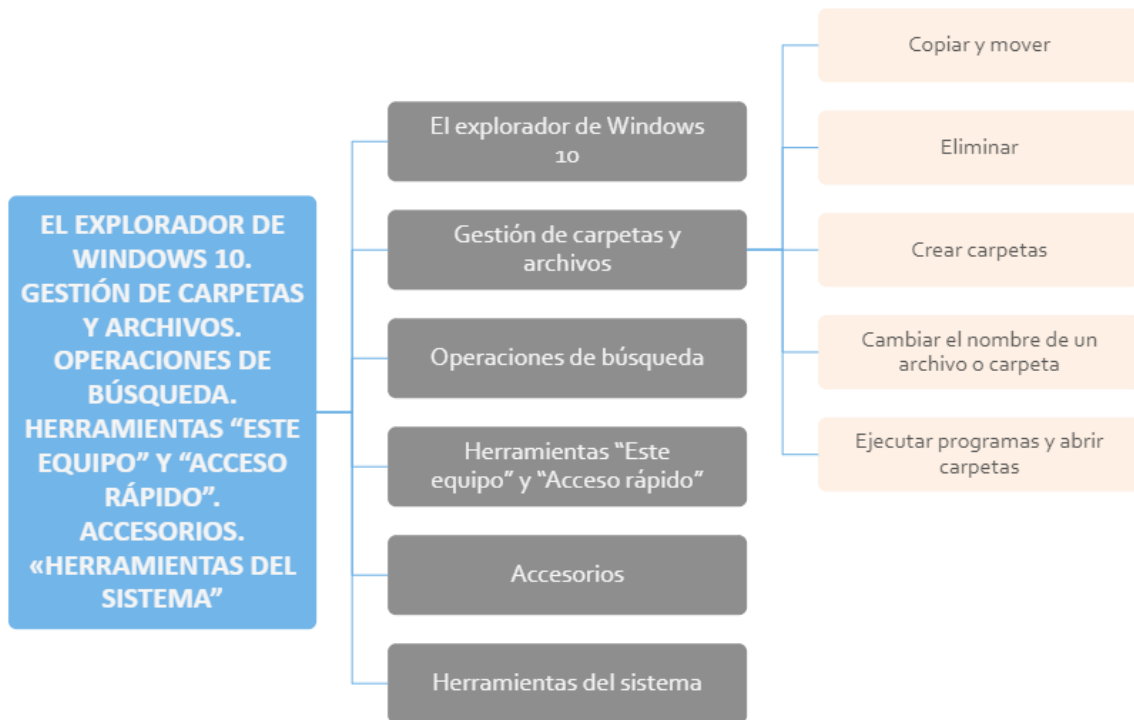 EL EXPLORADOR DE
WINDOWS 10.
GESTIÓN DE CARPETAS
Y ARCHIVOS.
OPERACIONES DE
BÚSQUEDA.
HERRAMIENTAS “ESTE
EQUIPO” Y “ACCESO
RÁPIDO”.
ACCESORIOS.
«HERRAMIENTAS DEL
SISTEMA”
El explorador de Windows
10
Gestión de carpetas y
archivos
Copiar y mover
Eliminar
Crear carpetas
Cambiar el nombre de un
archivo o carpeta
Ejecutar programas y abrir
carpetas
Operaciones de búsqueda
Herramientas “Este
equipo” y “Acceso rápido”
Accesorios
Herramientas del sistema